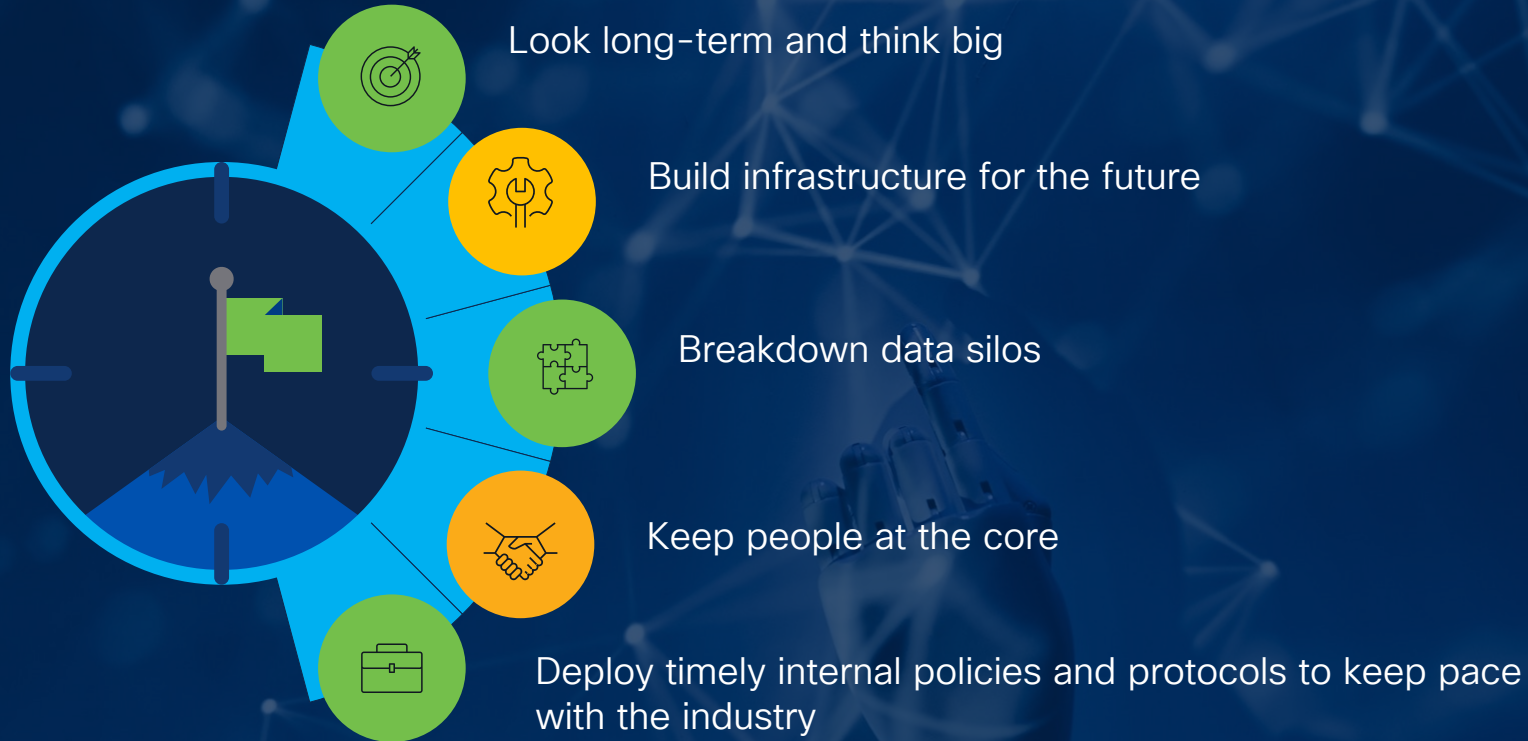 Look long-term and think big
Build infrastructure for the future
Breakdown data silos
Keep people at the core
Deploy timely internal policies and protocols to keep pace
with the industry